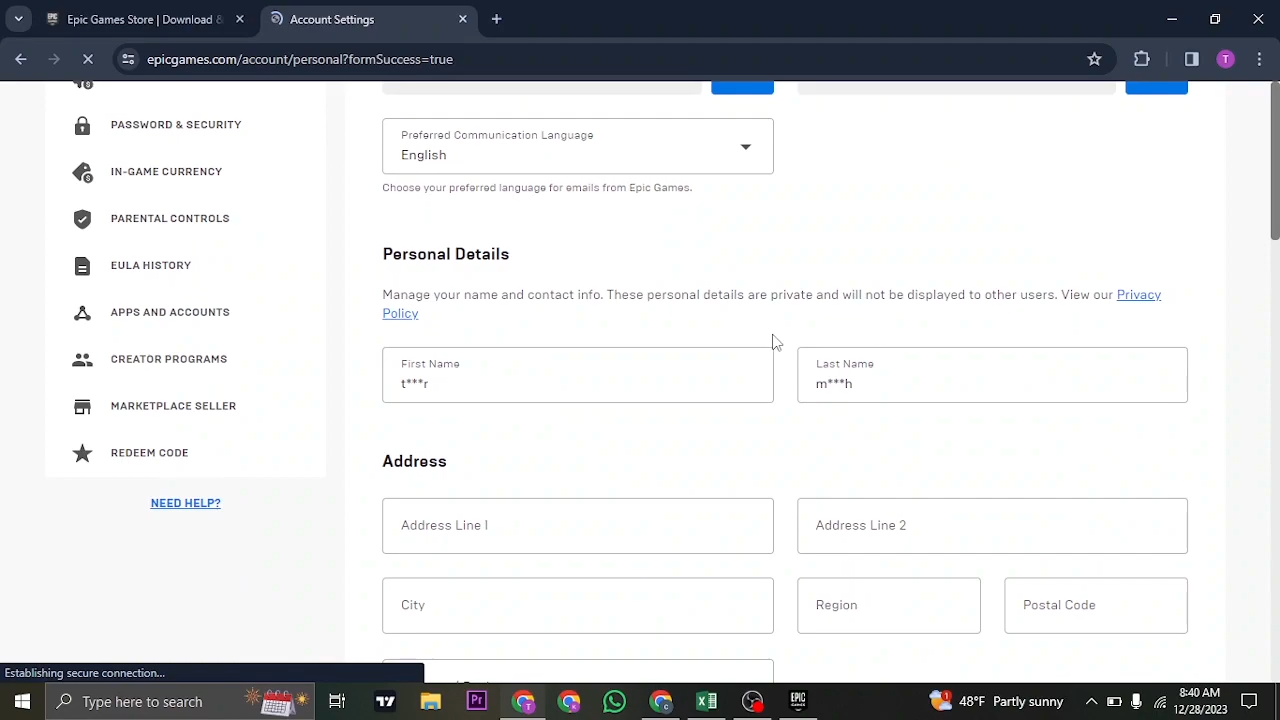 Epic Games Store | Download &
Account Settings
epicgames.com/account/personal?formSuccess=true
T
PASSWORD & SECURITY
IN-GAME CURRENCY
PARENTAL CONTROLS
EULA HISTORY
APPS AND ACCOUNTS
CREATOR PROGRAMS
MARKETPLACE SELLER
REDEEM CODE
NEED HELP?
Preferred Communication Language
English
Choose your preferred language for emails from Epic Games.
Personal Details
Manage your name and contact info. These personal details are private and will not be displayed to other users. View our Privacy
Policy
First Name
t***r
Last Name
m***h
Address
Address Line 1
Address Line 2
City
Region
Postal Code
Establishing secure connection...
Type here to search
48°F Partly sunny
8:40 AM
12/28/2023